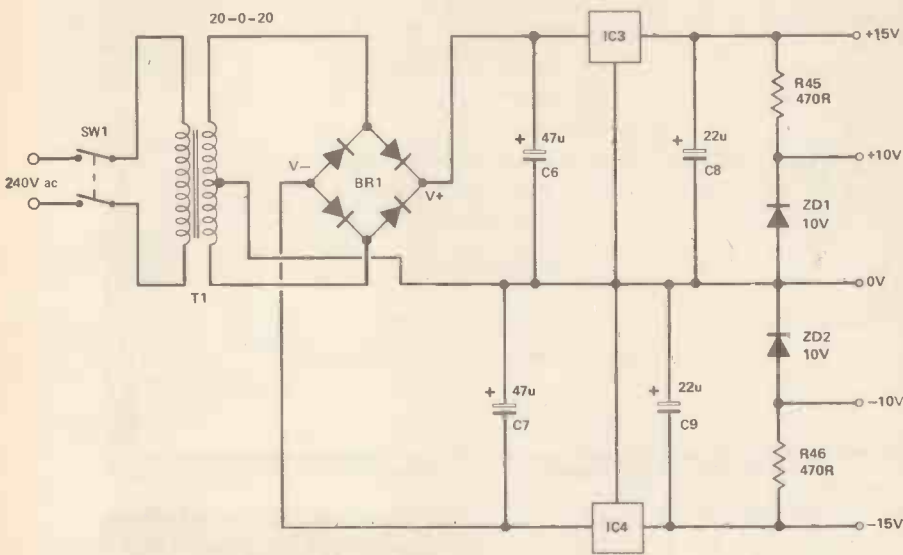 20-0-20
SW1
240V ac
T1
V-
BR1
V+
47u
C6
IC3
22u
C8
+15V
R45
470R
+10V
ZD1
10V
0V
ZD2
10V
-10V
+
47u
C7
+
22u
C9
R46
470R
IC4
-15V
+
+